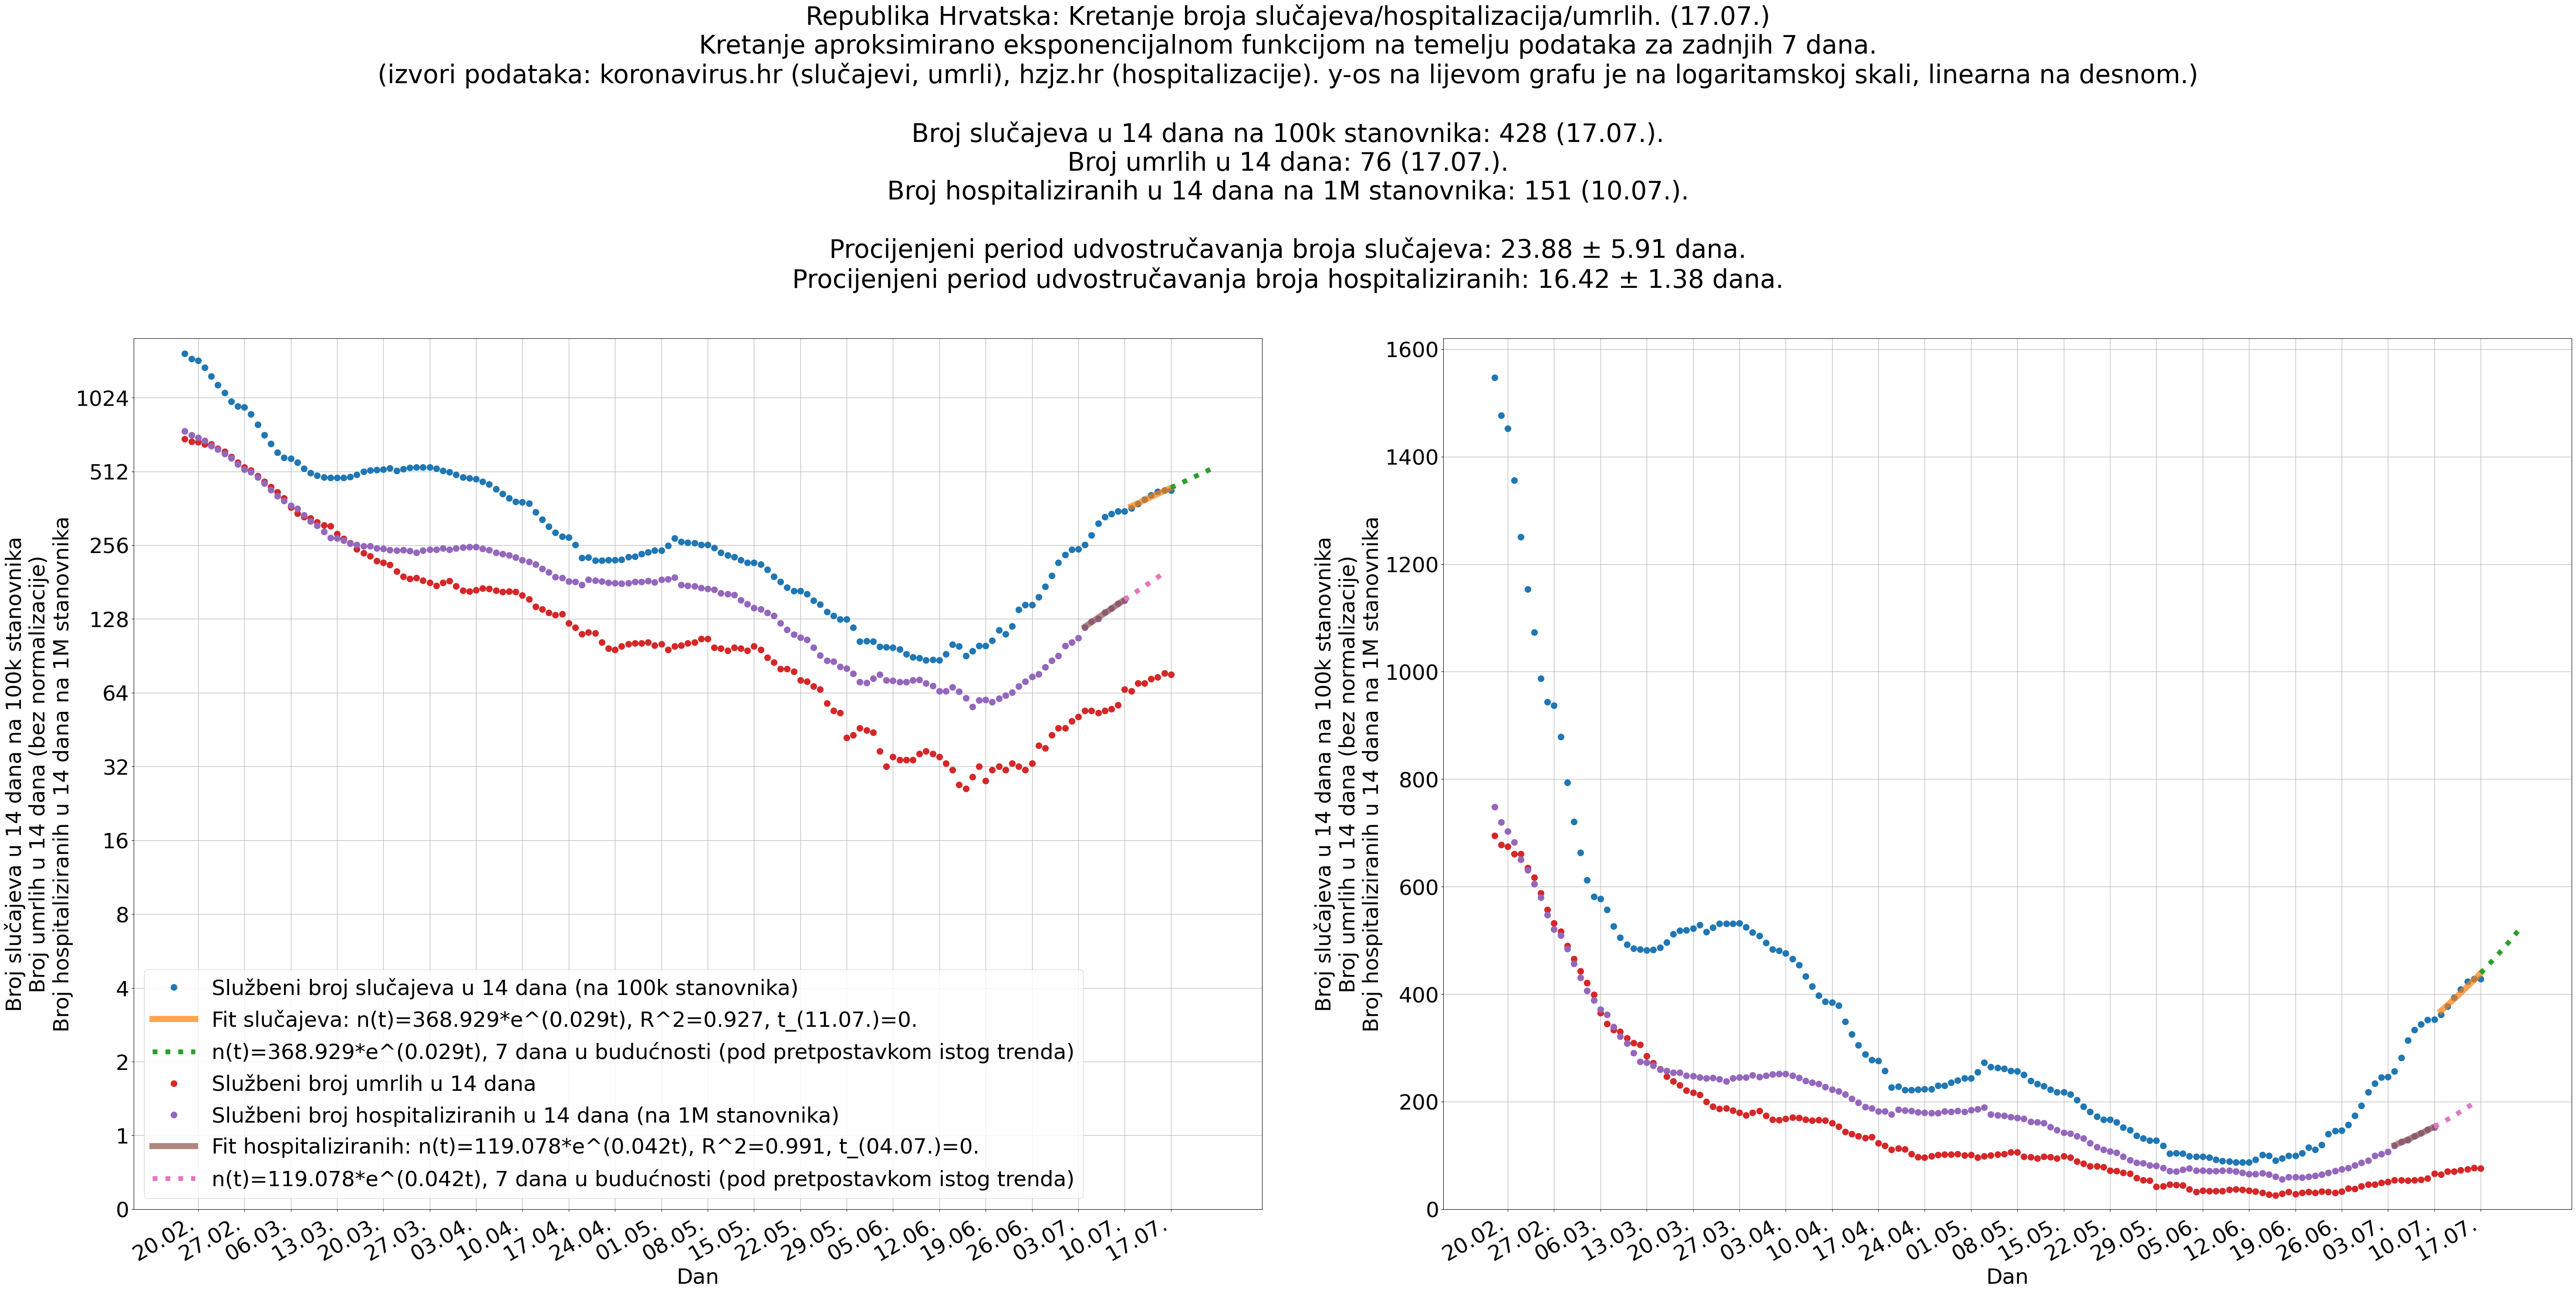 Republika Hrvatska: Kretanje broja slučajeva/hospitalizacija/umrlih. (17.07.)
Kretanje aproksimirano eksponencijalnom funkcijom na temelju podataka za zadnjih 7 dana.
(izvori podataka: koronavirus.hr (slučajevi, umrli), hzjz.hr (hospitalizacije). y-os na lijevom grafu je na logaritamskoj skali, linearna na desnom.)
Broj slučajeva u 14 dana na 100k stanovnika: 428 (17.07.).
Broj umrlih u 14 dana: 76 (17.07.).
Broj hospitaliziranih u 14 dana na 1M stanovnika: 151 (10.07.).
Procijenjeni period udvostručavanja broja slučajeva: 23.88 ± 5.91 dana.
Procijenjeni period udvostručavanja broja hospitaliziranih: 16.42 ± 1.38 dana.
Broj slučajeva u 14 dana na 100k stanovnika
Broj umrlih u 14 dana (bez normalizacije)
Broj hospitaliziranih u 14 dana na 1M stanovnika
1024
512
256
128
64
32
16
8
4
2
1
0
Službeni broj slučajeva u 14 dana (na 100k stanovnika)
Fit slučajeva: n(t)=368.929*e^(0.029t), R^2=0.927, t_(11.07.)=0.
n(t)=368.929*e^(0.029t), 7 dana u budućnosti (pod pretpostavkom istog trenda)
Službeni broj umrlih u 14 dana
Službeni broj hospitaliziranih u 14 dana (na 1M stanovnika)
Fit hospitaliziranih: n(t)=119.078*e^(0.042t), R^2=0.991, t_(04.07.)=0.
n(t)=119.078*e^(0.042t), 7 dana u budućnosti (pod pretpostavkom istog trenda)
20.02. 27.02. 06.03. 13.03. 20.03. 27.03. 03.04. 10.04. 17.04. 24.04. 01.05. 08.05. 15.05. 22.05. 29.05. 05.06. 12.06. 19.06. 26.06. 03.07. 10.07. 17.07.
Dan
Broj slučajeva u 14 dana na 100k stanovnika
Broj umrlih u 14 dana (bez normalizacije)
Broj hospitaliziranih u 14 dana na 1M stanovnika
1600
1400
1200
1000
800
600
400
200
0
20.02. 27.02. 06.03. 13.03. 20.03. 27.03. 03.04. 10.04. 17.04. 24.04. 01.05. 08.05. 15.05. 22.05. 29.05. 05.06. 12.06. 19.06. 26.06. 03.07. 10.07. 17.07.
Dan